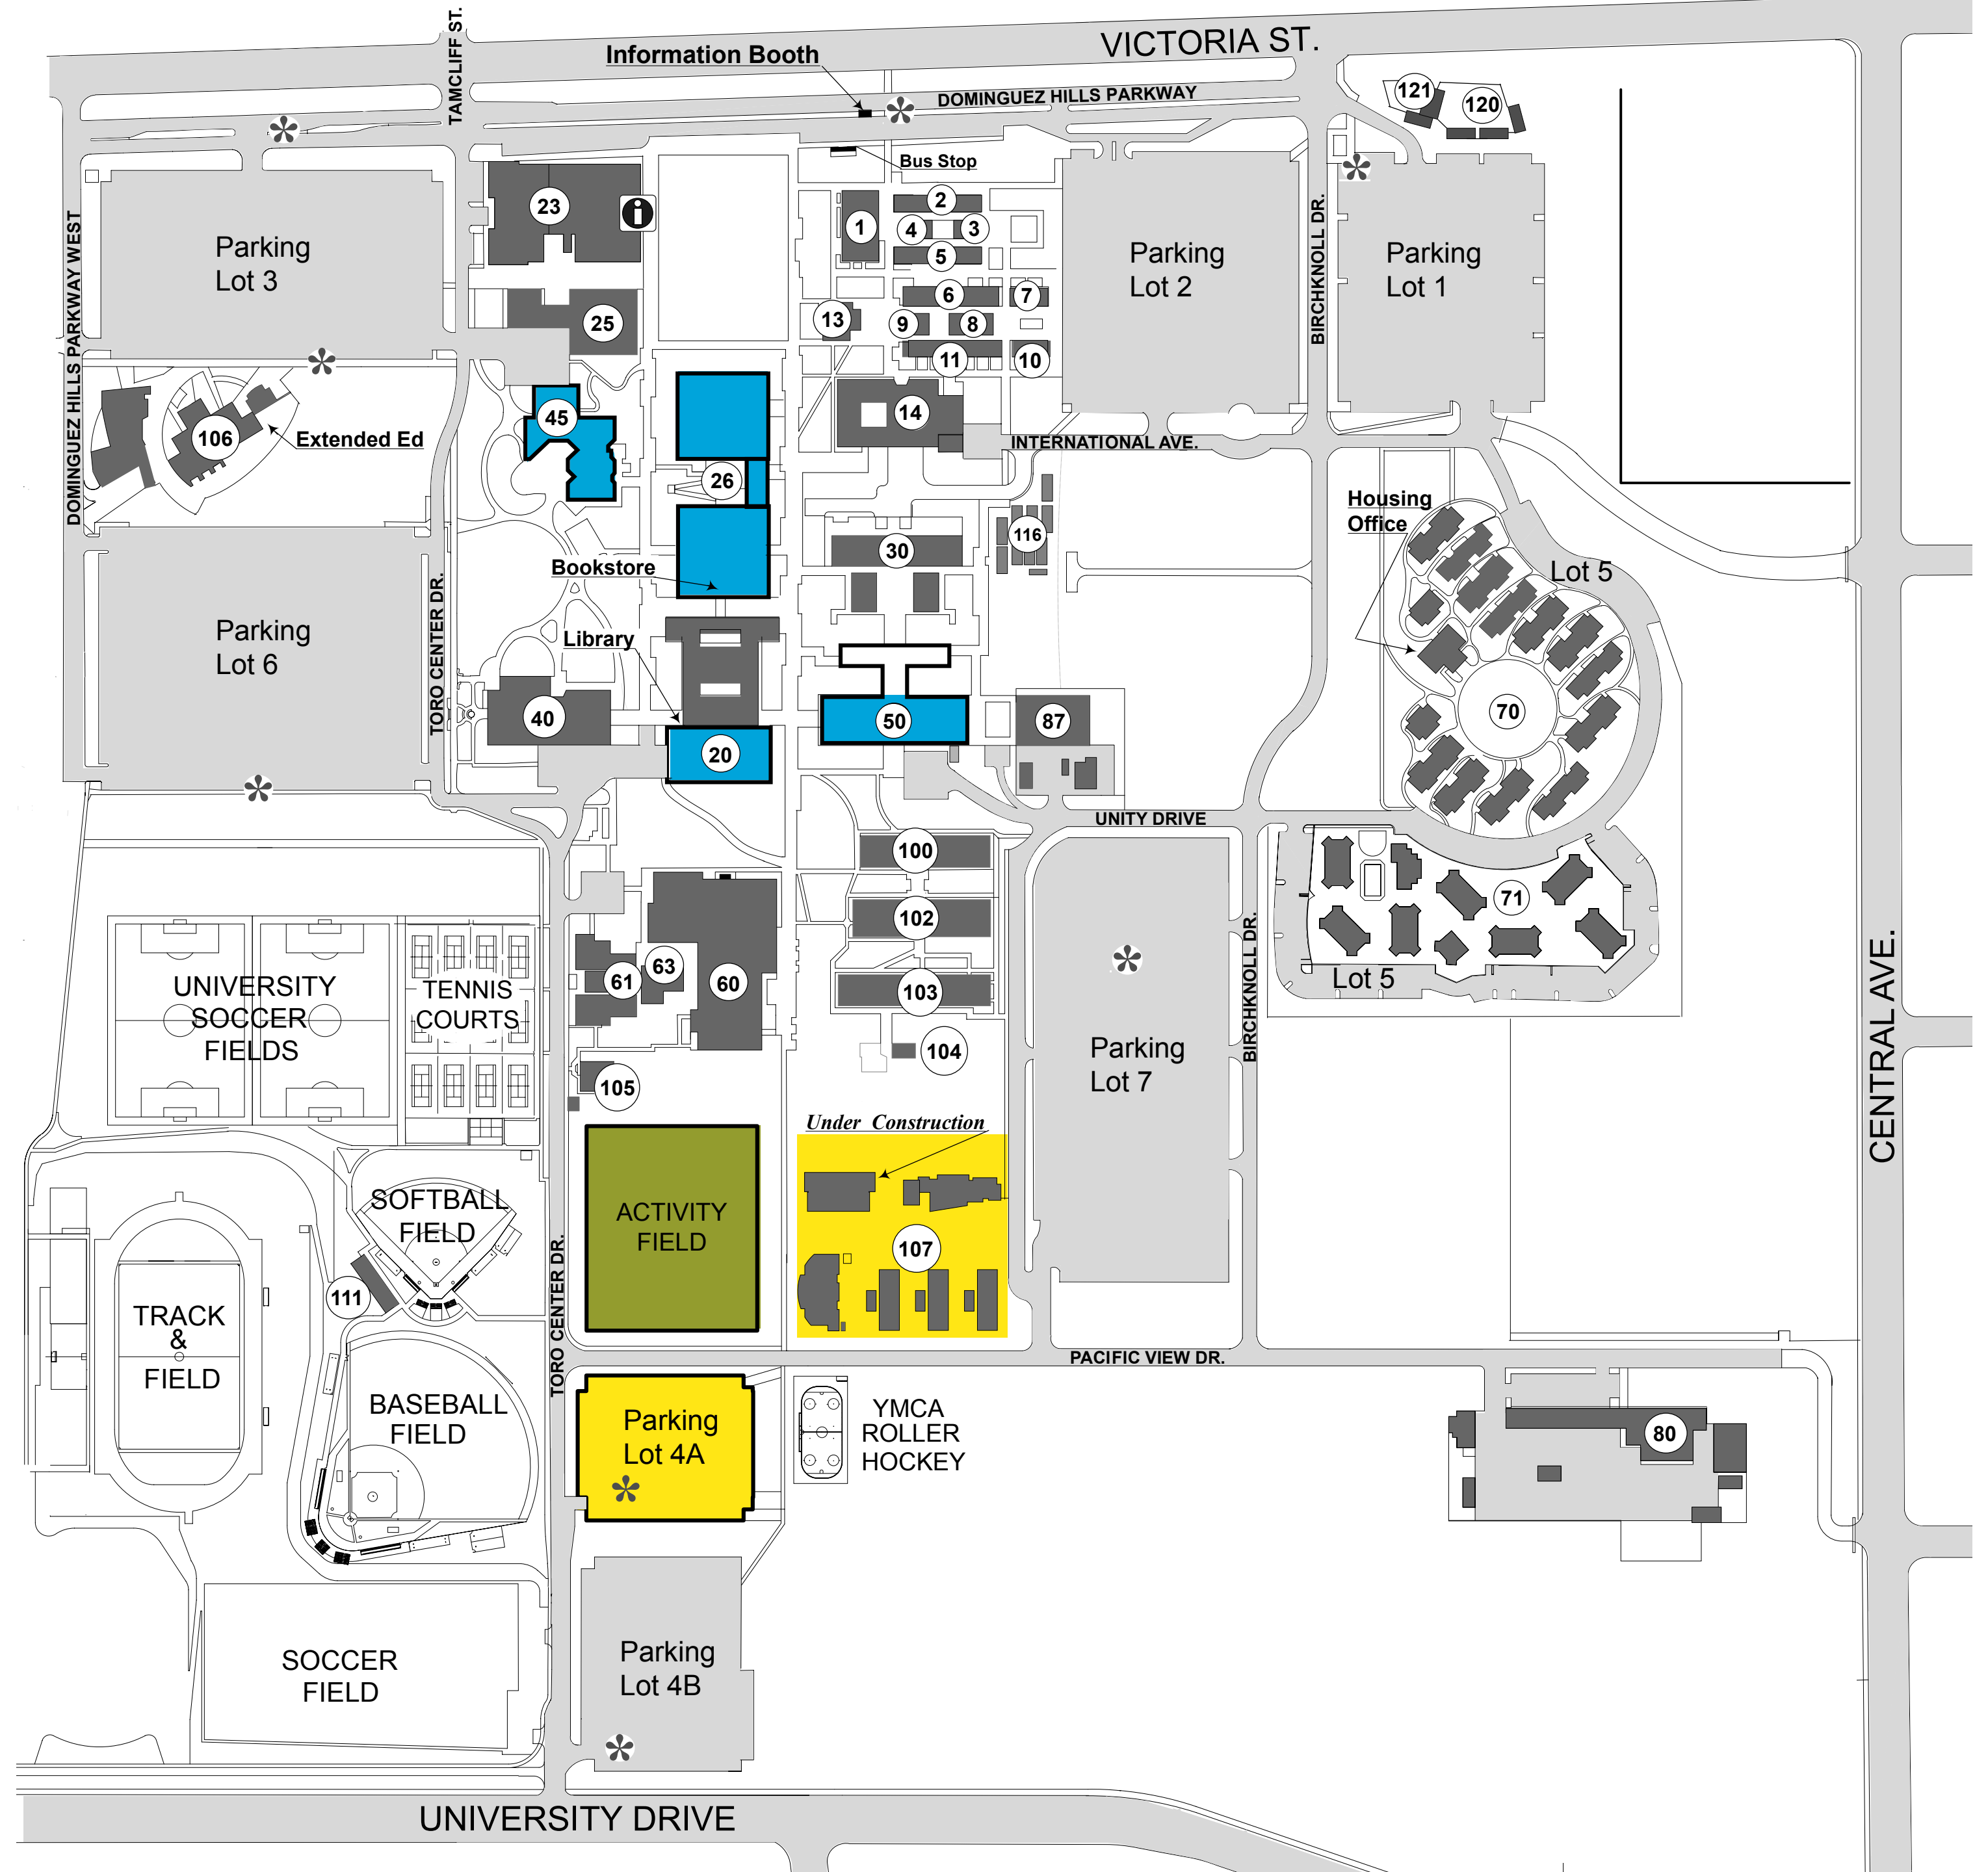 VICTORIA ST.
TAMCLIFF ST.
Information Booth
DOMINGUEZ HILLS PARKWAY
121
120
Bus Stop
23
i
1
2
4
3
5
6
7
9
8
13
11
10
14
25
Parking
Lot 3
Parking
Lot 2
BIRCHKNOLL DR.
Parking
Lot 1
DOMINGUEZ HILLS PARKWAY WEST
106
Extended Ed
45
26
INTERNATIONAL AVE.
30
116
Housing
Office
Lot 5
Bookstore
Library
Parking
Lot 6
TORO CENTER DR.
40
20
50
87
70
UNITY DRIVE
100
102
103
104
61
63
60
105
71
Lot 5
BIRCHKNOLL DR.
Parking
Lot 7
CENTRAL AVE.
UNIVERSITY
SOCCER
FIELDS
TENNIS
COURTS
Under Construction
107
ACTIVITY
FIELD
SOFTBALL
FIELD
111
TRACK
&
FIELD
BASEBALL
FIELD
TORO CENTER DR.
PACIFIC VIEW DR.
Parking
Lot 4A
YMCA
ROLLER
HOCKEY
80
SOCCER
FIELD
Parking
Lot 4B
UNIVERSITY DRIVE